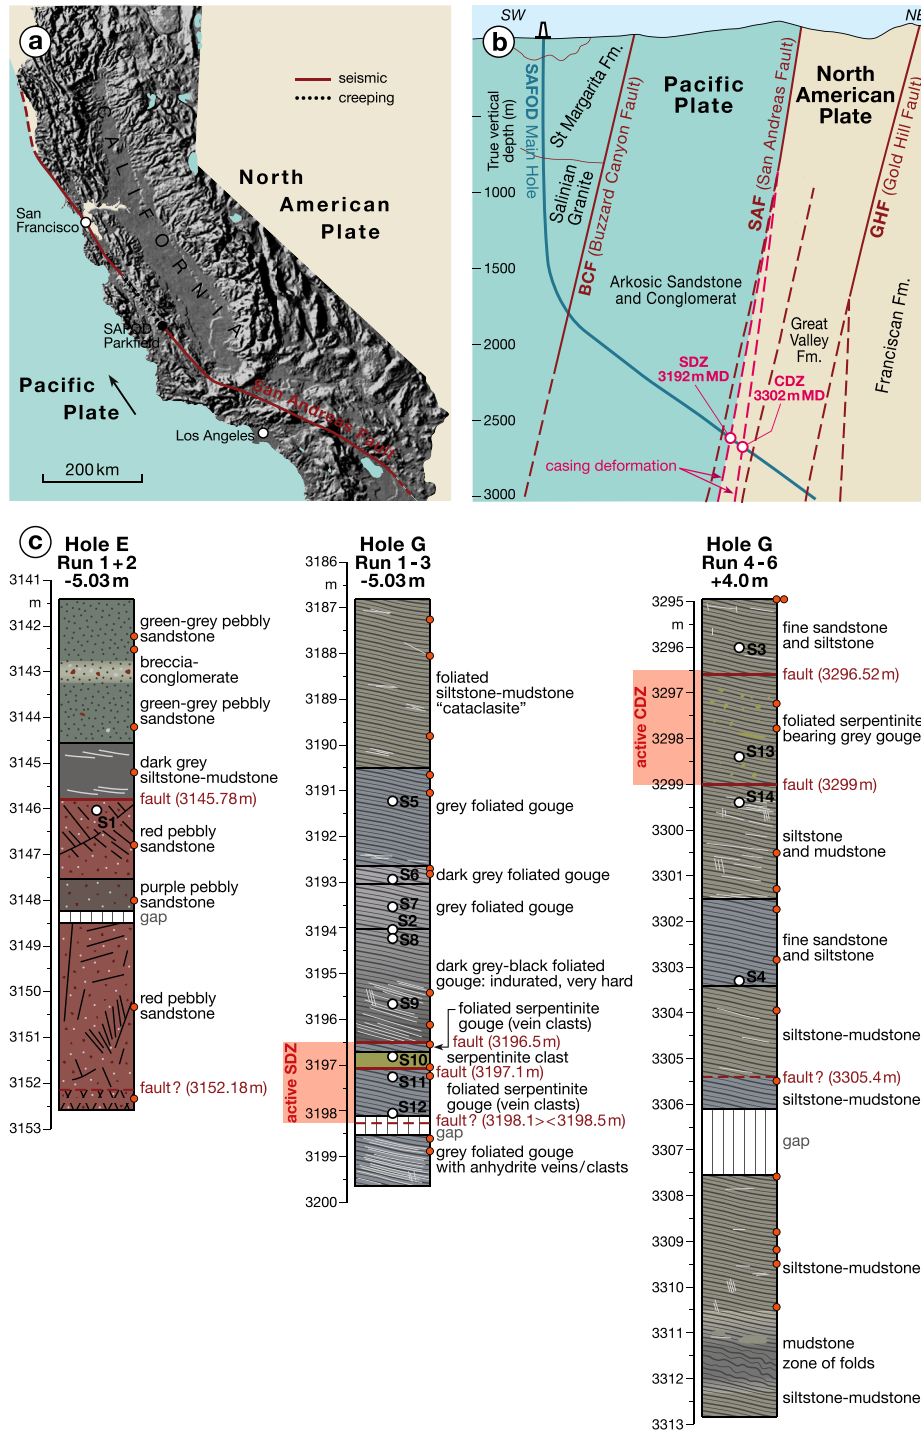 a
seismic
creeping
CALIFORNIA
North
American
Plate
San
Francisco
SAFOD
Parkfield
Pacific
Plate
San Andreas Fault
Los Angeles
200 km
SW
NE
b
True vertical
depth (m)
SAFOD Main Hole
St Margarita Fm.
Salinian
Granite
BCF (Buzzard Canyon Fault)
Pacific
Plate
SAF (San Andreas Fault)
North
American
Plate
GHF (Gold Hill Fault)
-1000
-1500
-2000
-2500
-3000
Arkosic Sandstone
and Conglomerat
Great
Valley
Fm.
Franciscan Fm.
SDZ
3192 m MD
CDZ
3302 m MD
casing deformation
c
Hole E
Run 1 + 2
-5.03 m
3141
m
3142
3143
3144
3145
3146
3147
3148
3149
3150
3151
3152
3153
green-grey pebbly
sandstone
breccia-
conglomerate
green-grey pebbly
sandstone
dark grey
siltstone-mudstone
fault (3145.78 m)
S1
red pebbly
sandstone
purple pebbly
sandstone
gap
red pebbly
sandstone
fault? (3152.18 m)
Hole G
Run 1 - 3
-5.03 m
3186
m
3187
3188
3189
3190
3191
3192
3193
3194
3195
3196
3197
3198
3199
3200
foliated
siltstone-mudstone
“cataclasite”
S5
grey foliated gouge
S6
dark grey foliated gouge
S7
grey foliated gouge
S2
S8
dark grey-black foliated
gouge: indurated, very hard
S9
foliated serpentinite
gouge (vein clasts)
fault (3196.5 m)
S10
serpentinite clast
fault (3197.1 m)
S11
foliated serpentinite
gouge (vein clasts)
S12
fault? (3198.1><3198.5 m)
gap
grey foliated gouge
with anhydrite veins/clasts
active SDZ
Hole G
Run 4 - 6
+4.0 m
3295
m
3296
3297
3298
3299
3300
3301
3302
3303
3304
3305
3306
3307
3308
3309
3310
3311
3312
3313
fine sandstone
and siltstone
S3
fault (3296.52 m)
foliated serpentinite
bearing grey gouge
S13
fault (3299 m)
S14
siltstone
and mudstone
fine sandstone
and siltstone
S4
siltstone-mudstone
fault? (3305.4 m)
siltstone-mudstone
gap
siltstone-mudstone
mudstone
zone of folds
siltstone-mudstone
active CDZ